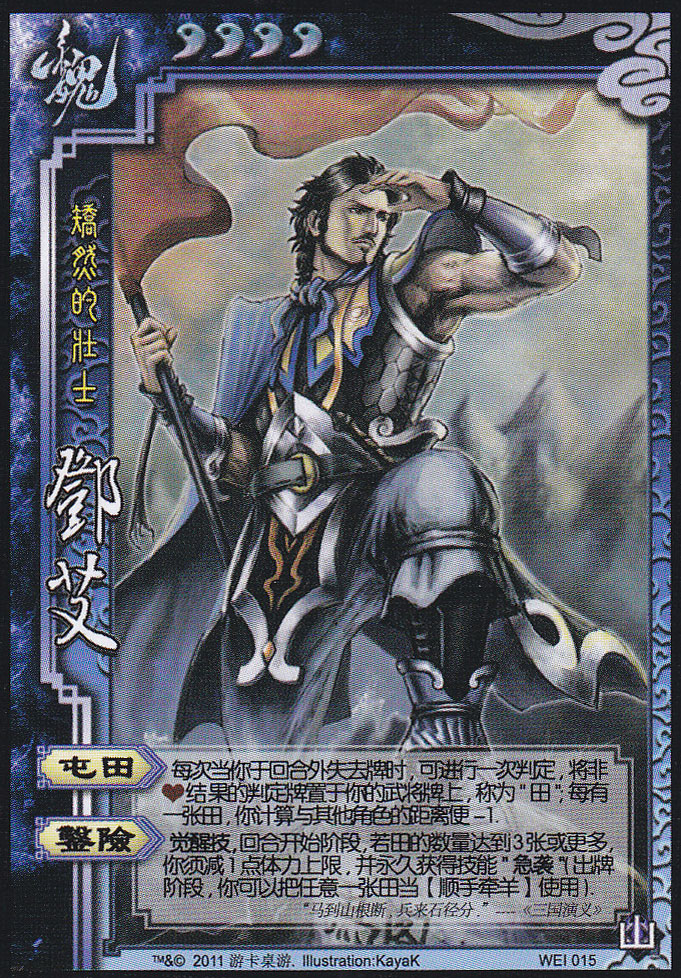 魏
矯然的壯士
鄧艾
屯田
每次当你于回合外失去牌时,可进行一次判定,将非
♥结果的判定牌置于你的武将牌上,称为"田",每有
一张田,你计算与其他角色的距离便-1.
鑿險
觉醒技,回合开始阶段,若田的数量达到3张或更多,
你须减1点体力上限,并永久获得技能"急袭"(出牌
阶段,你可以把任意一张田当【顺手牵羊】使用).
"马到山根断,兵来石径分."----《三国演义》
山
™&© 2011 游卡桌游. Illustration:KayaK
WEI 015